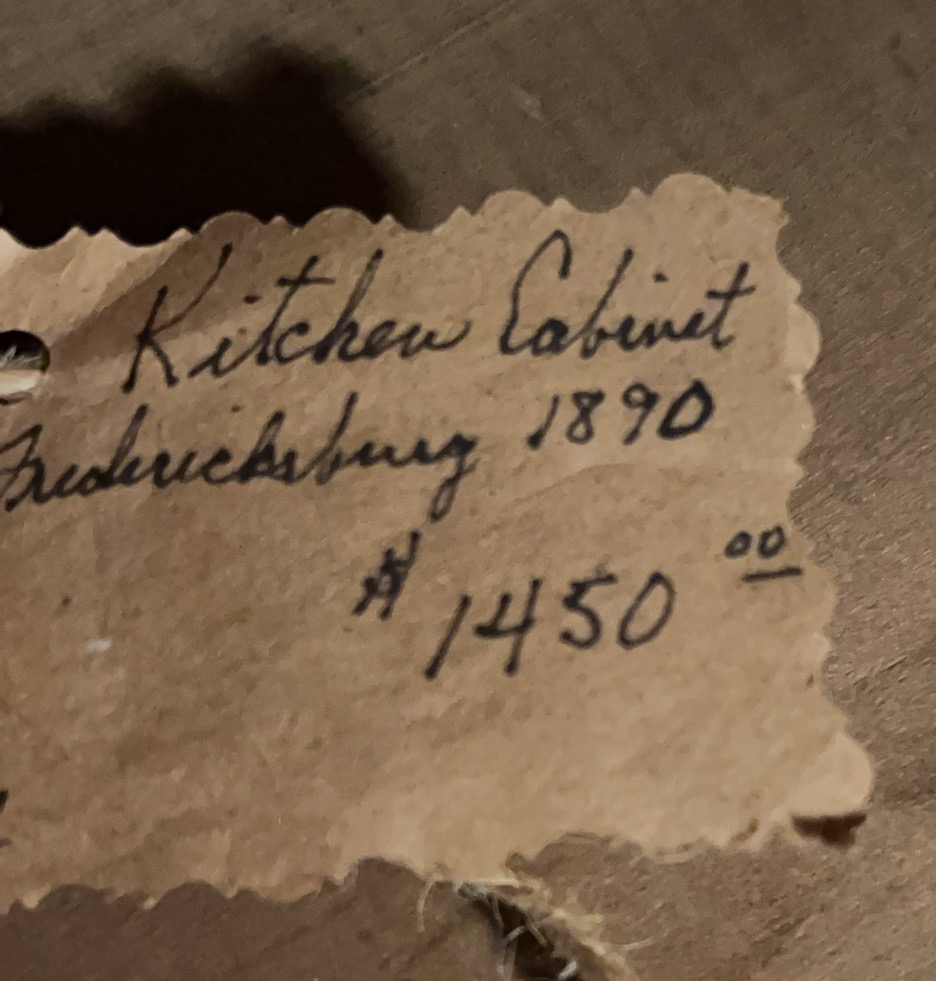 Kitchen Cabinet
Fredericksburg 1890
$ 1450 00